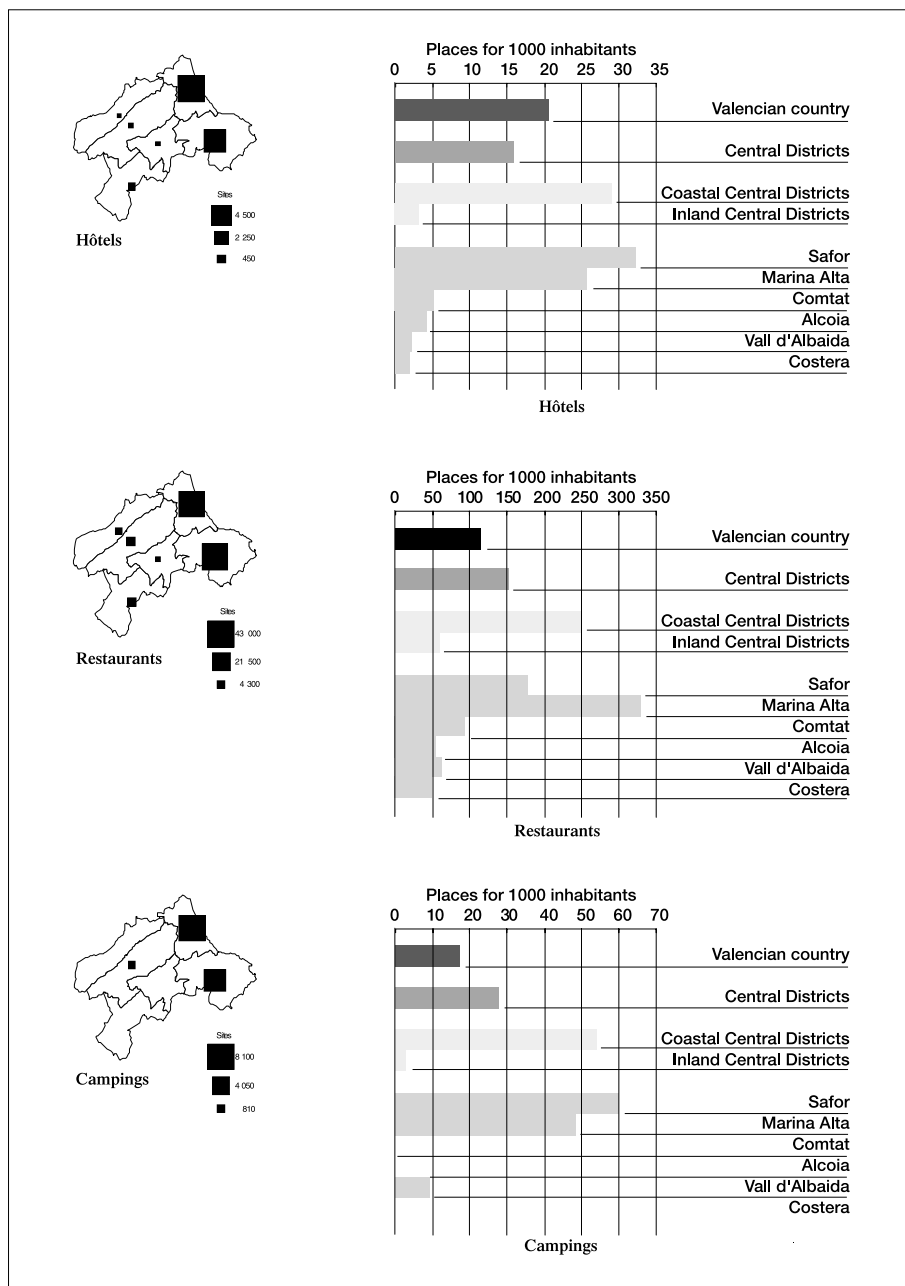 Places for 1000 inhabitants
0 5 10 15 20 30 32 35
Valencian country
Central Districts
Coastal Central Districts
Inland Central Districts
Safor
Marina Alta
Comtat
Alcoia
Vall d'Albaida
Costera
Hôtels
Sites
4 500
2 250
450
Hôtels
Places for 1000 inhabitants
0 50 100 150 200 250 300 350
Valencian country
Central Districts
Coastal Central Districts
Inland Central Districts
Safor
Marina Alta
Comtat
Alcoia
Vall d'Albaida
Costera
Restaurants
Sites
43 000
21 500
4 300
Restaurants
Places for 1000 inhabitants
0 10 20 30 40 50 60 70
Valencian country
Central Districts
Coastal Central Districts
Inland Central Districts
Safor
Marina Alta
Comtat
Alcoia
Vall d'Albaida
Costera
Campings
Sites
8 100
4 050
810
Campings